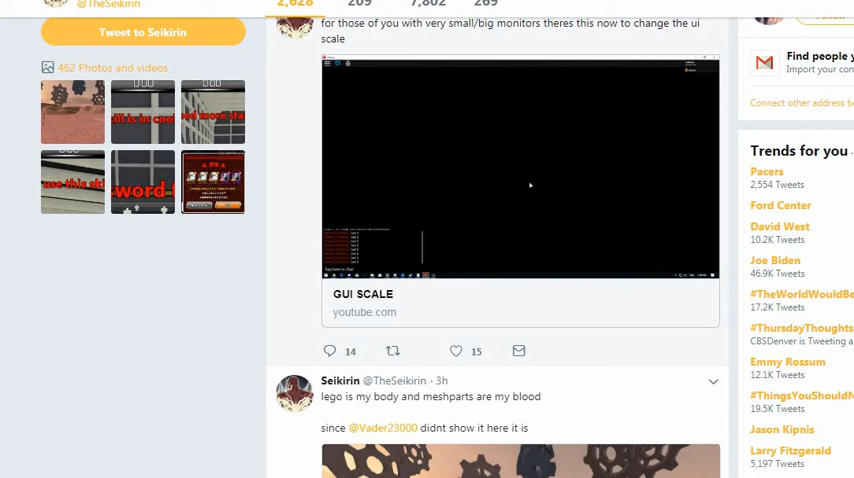 @TheSeikirin
2,628
209
7,802
269
Tweet to Seikirin
462 Photos and videos
for those of you with very small/big monitors theres this now to change the ui
scale
GUI SCALE
youtube.com
14
15
Seikirin @TheSeikirin · 3h
lego is my body and meshparts are my blood
since @Vader23000 didnt show it here it is
Find people y
Import your con
Connect other address bo
Trends for you
Pacers
2,554 Tweets
Ford Center
David West
10.2K Tweets
Joe Biden
46.9K Tweets
#TheWorldWouldBe
17.2K Tweets
#ThursdayThoughts
CBSDenver is Tweeting a
Emmy Rossum
12.1K Tweets
#ThingsYouShouldN
19.5K Tweets
Jason Kipnis
Larry Fitzgerald
5,197 Tweets